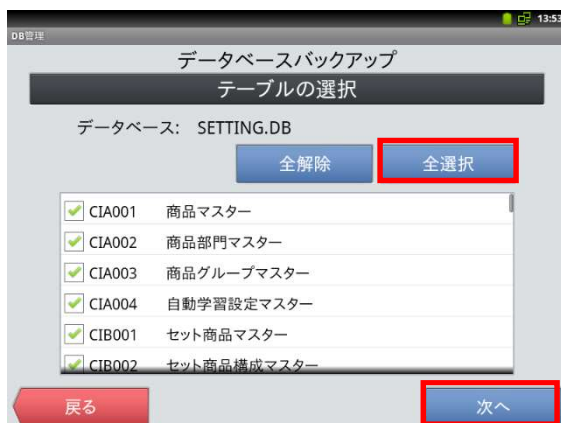 13:53
DB管理
データベースバックアップ
テーブルの選択
データベース: SETTING.DB
全解除 全選択
CIA001 商品マスター
CIA002 商品部門マスター
CIA003 商品グループマスター
CIA004 自動学習設定マスター
CIB001 セット商品マスター
CIB002 セット商品構成マスター
戻る 次へ